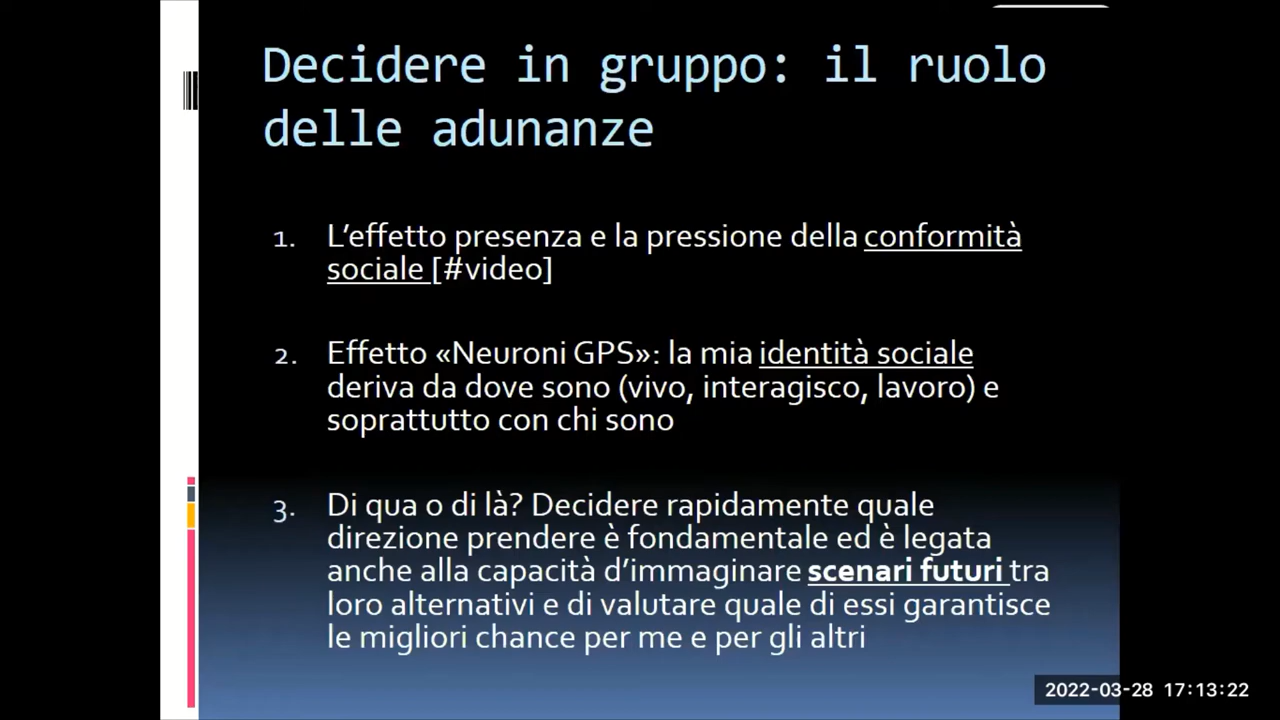 Decidere in gruppo: il ruolo
delle adunanze
1. L’effetto presenza e la pressione della conformità
sociale [#video]
2. Effetto «Neuroni GPS»: la mia identità sociale
deriva da dove sono (vivo, interagisco, lavoro) e
soprattutto con chi sono
3. Di qua o di là? Decidere rapidamente quale
direzione prendere è fondamentale ed è legata
anche alla capacità d’immaginare scenari futuri tra
loro alternativi e di valutare quale di essi garantisce
le migliori chance per me e per gli altri
2022-03-28 17:13:22